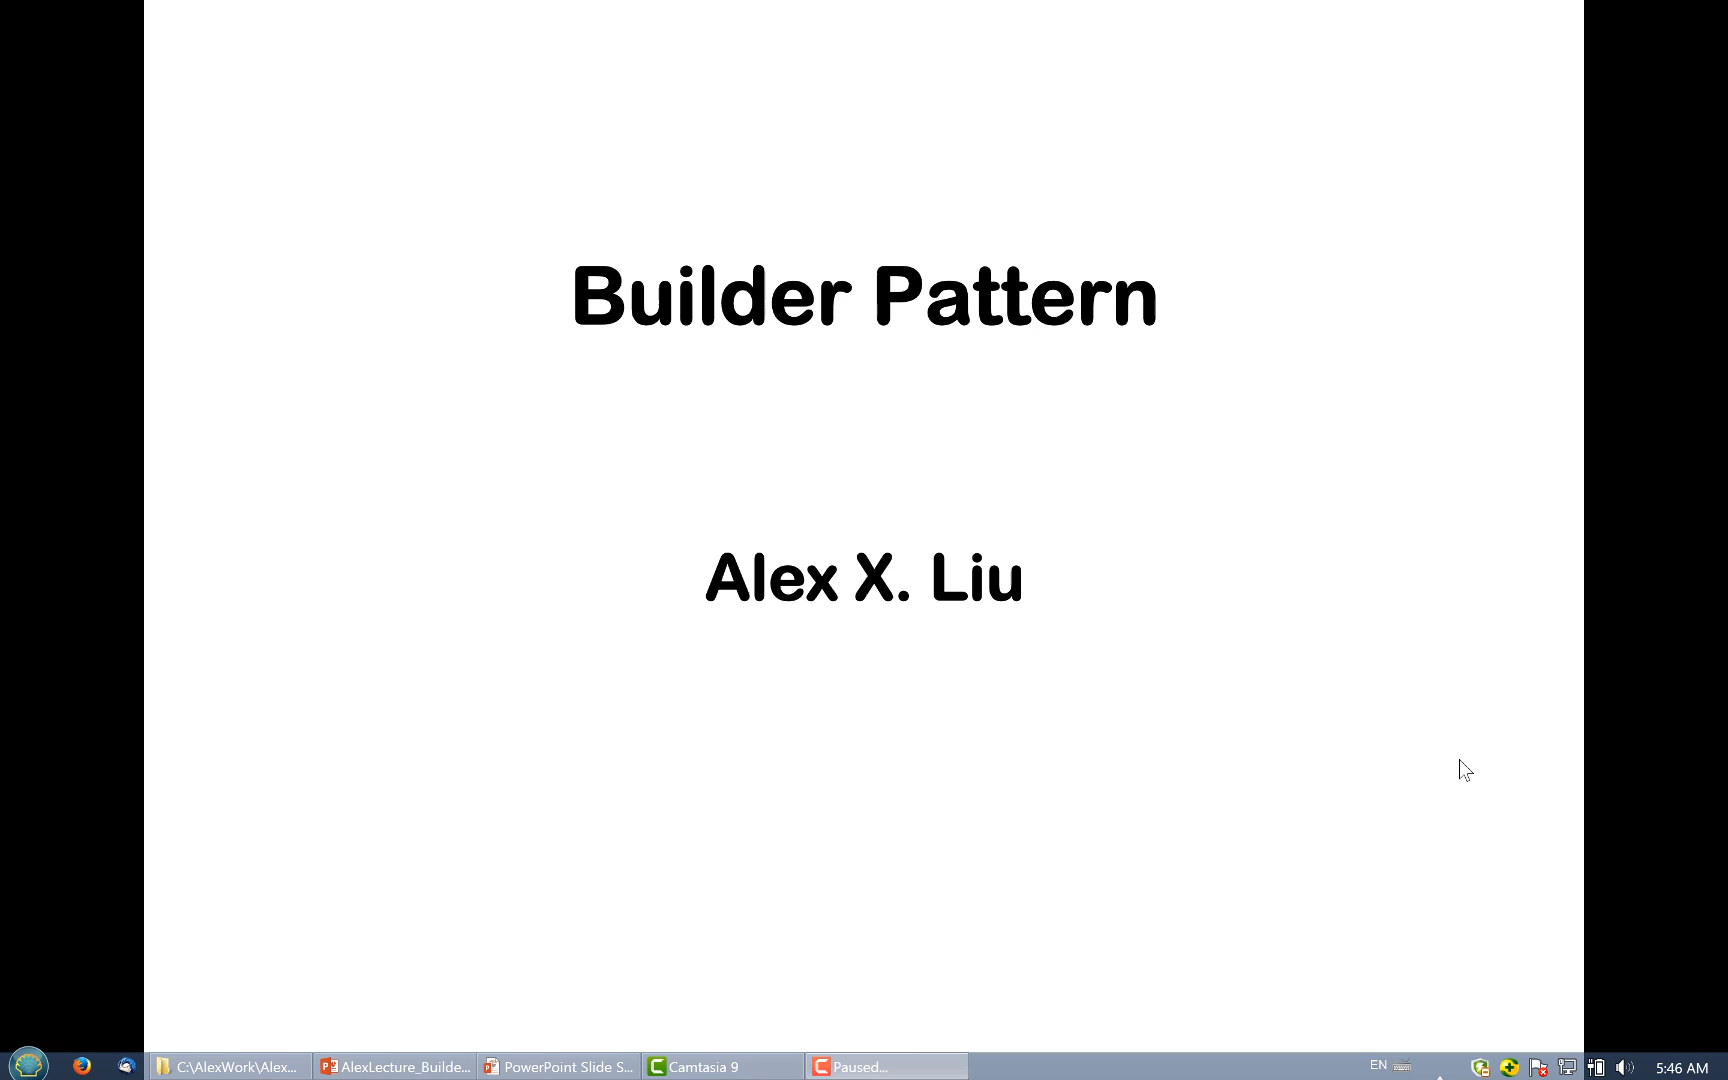 Builder Pattern
Alex X. Liu
C:\AlexWork\Alex...
AlexLecture_Builde...
PowerPoint Slide S...
Camtasia 9
Paused...
EN
5:46 AM